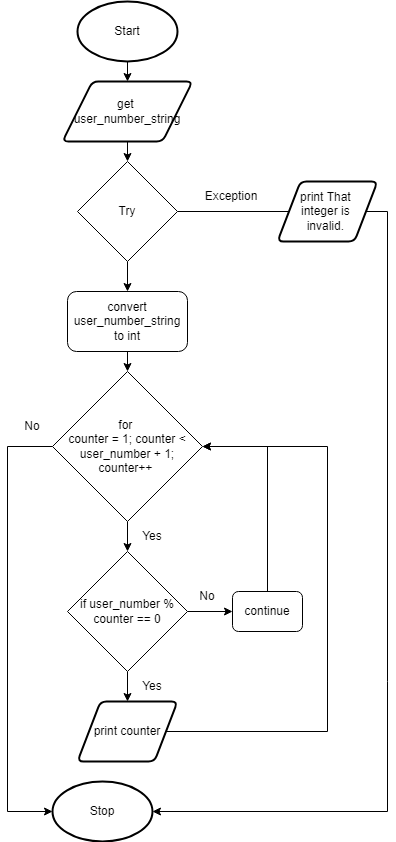 Start
get
user_number_string
Try
Exception
print That
integer is
invalid.
convert
user_number_string
to int
for
counter = 1; counter <
user_number + 1;
counter++
No
Yes
if user_number %
counter == 0
No
continue
Yes
print counter
Stop